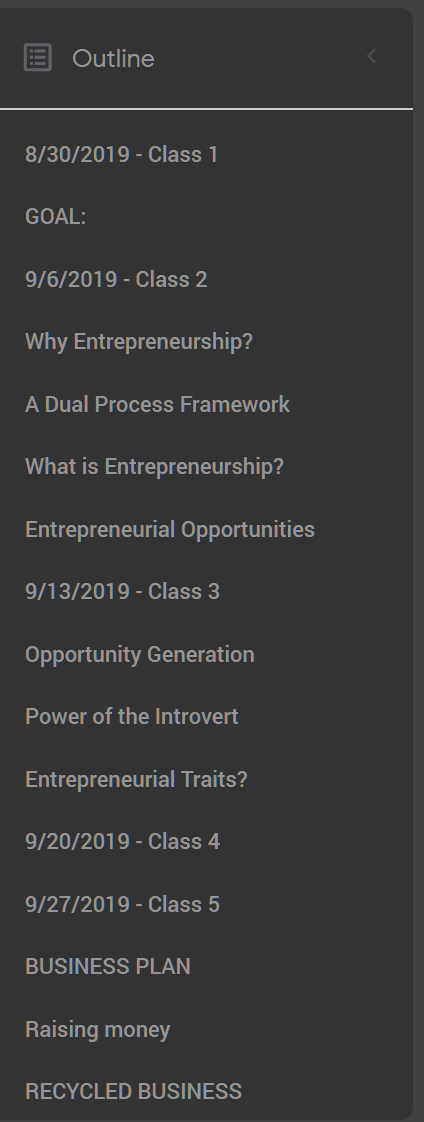 Outline
8/30/2019 - Class 1
GOAL:
9/6/2019 - Class 2
Why Entrepreneurship?
A Dual Process Framework
What is Entrepreneurship?
Entrepreneurial Opportunities
9/13/2019 - Class 3
Opportunity Generation
Power of the Introvert
Entrepreneurial Traits?
9/20/2019 - Class 4
9/27/2019 - Class 5
BUSINESS PLAN
Raising money
RECYCLED BUSINESS